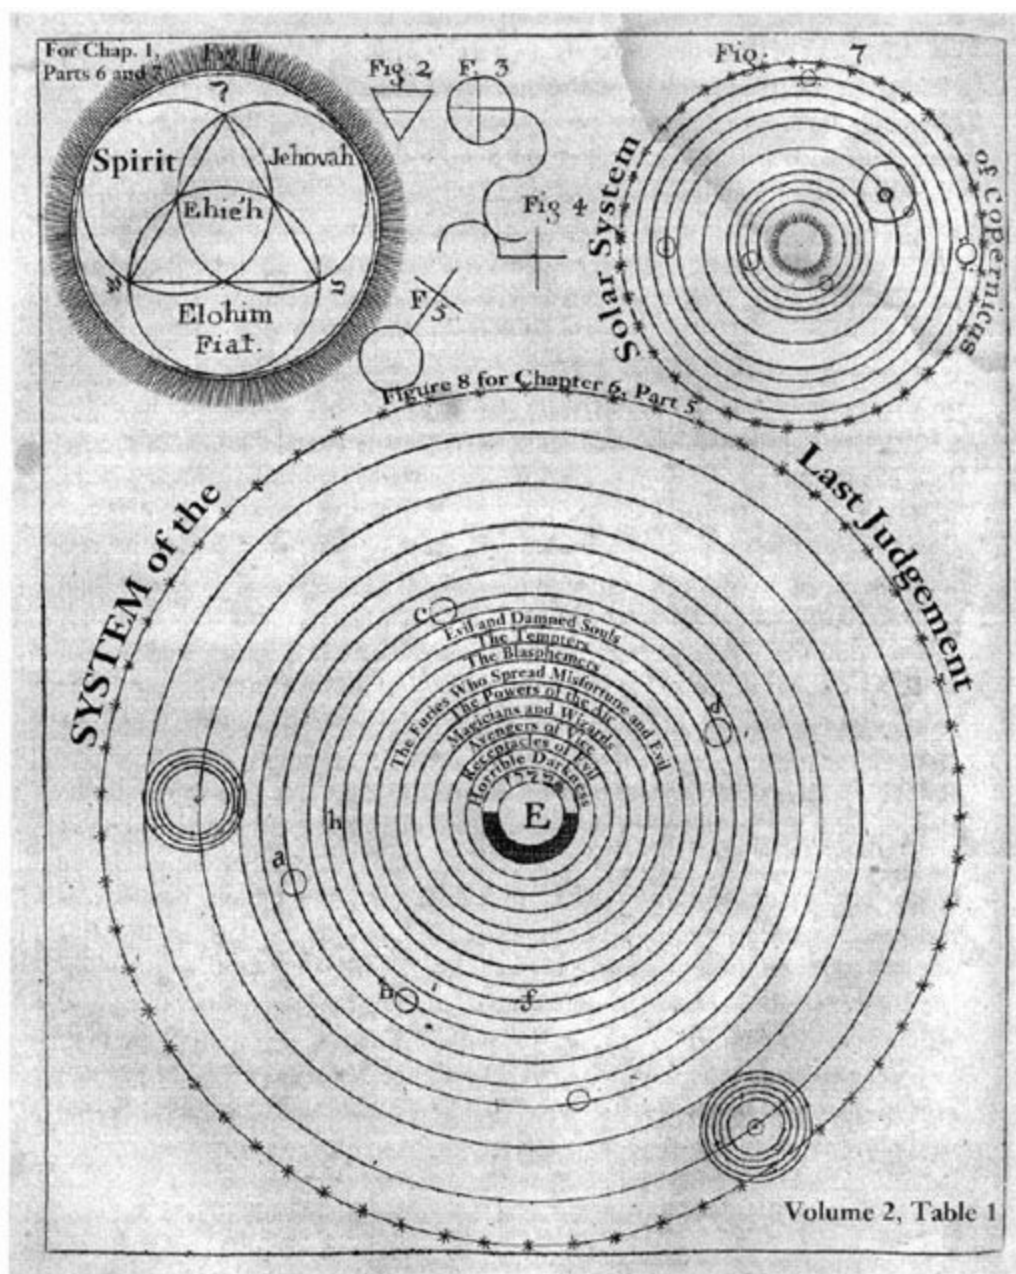 For Chap. 1,
Parts 6 and 7
Fig. 1
Spirit
Jehovah
Ehie'h
Elohim
Fiat.
Fig. 2
F. 3
Fig 4
F 5.
Fig. 7
Solar System
of Copernicus
Figure 8 for Chapter 6, Part 5
SYSTEM of the
Last Judgement
c
Evil and Damned Souls
The Tempters
The Blasphemers
The Furies Who Spread Misfortune and Evil
The Powers of the Air
Magicians and Wizards
Avengers of Vice
Receptacles of Evil
Horrible Darkness
d
E
h
a
b
f
Volume 2, Table 1